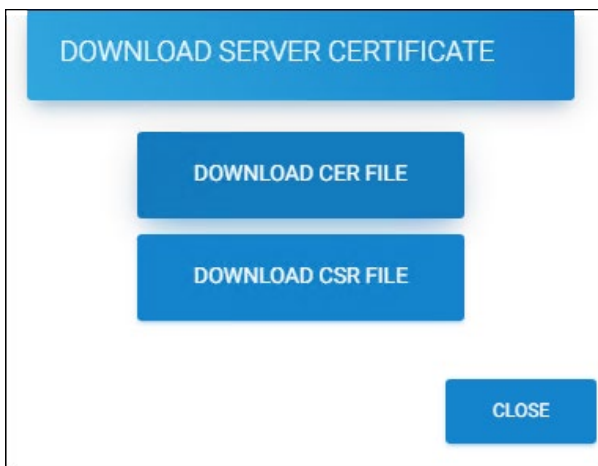 DOWNLOAD SERVER CERTIFICATE
DOWNLOAD CER FILE
DOWNLOAD CSR FILE
CLOSE